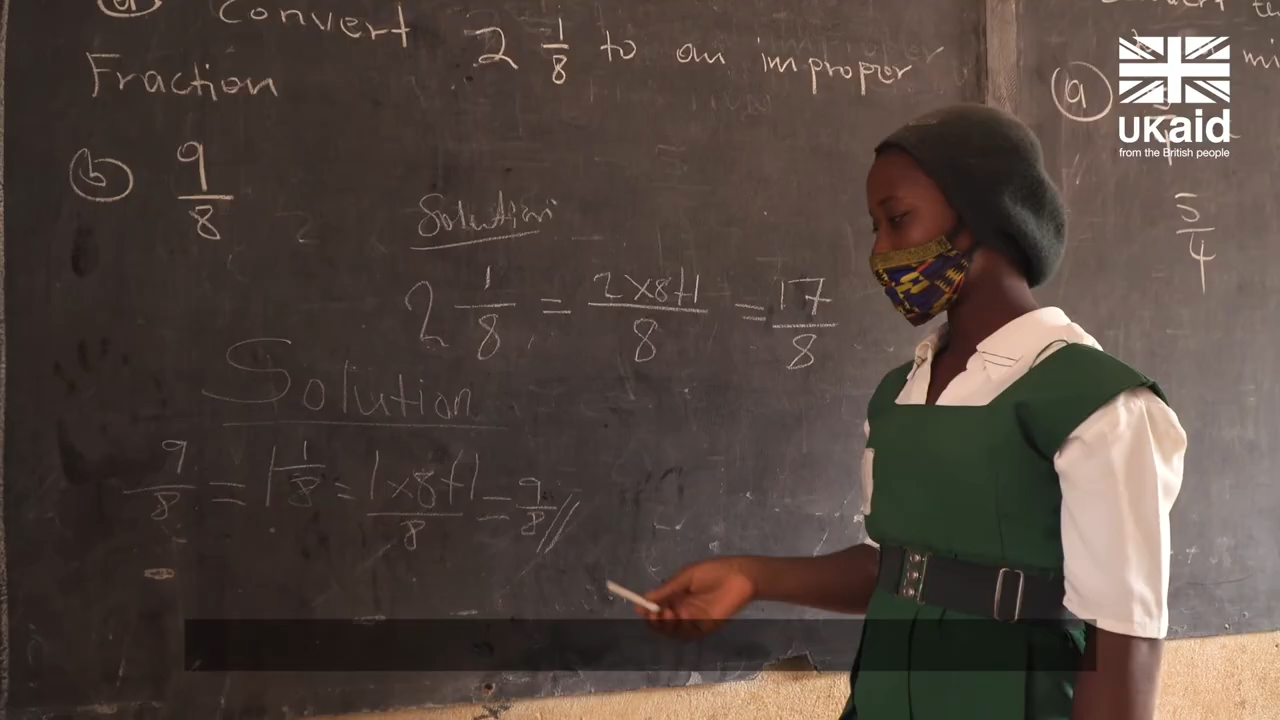 (a) Convert 2 1/8 to an improper
Fraction
(b) 9/8
Solution
2 1/8 = 2×8+1/8 = 17/8
Solution
9/8 = 1 1/8 = 1×8+1/8 = 9/8 //
(a)
5/4
UKaid
from the British people